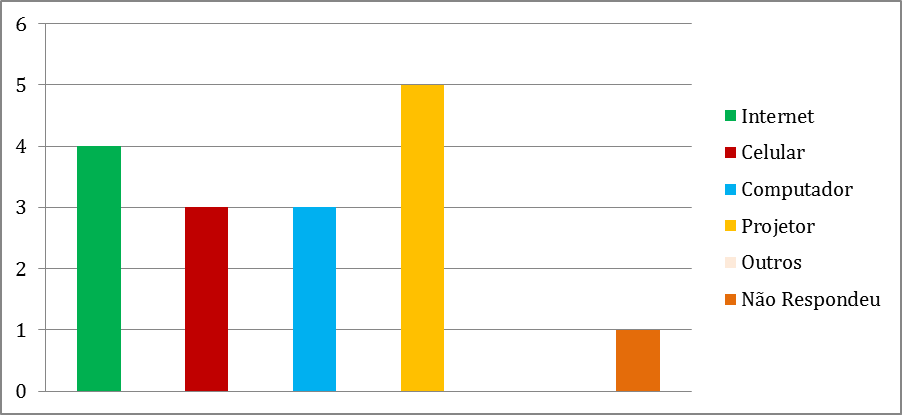 6
5
4
3
2
1
0
Internet
Celular
Computador
Projetor
Outros
Não Respondeu